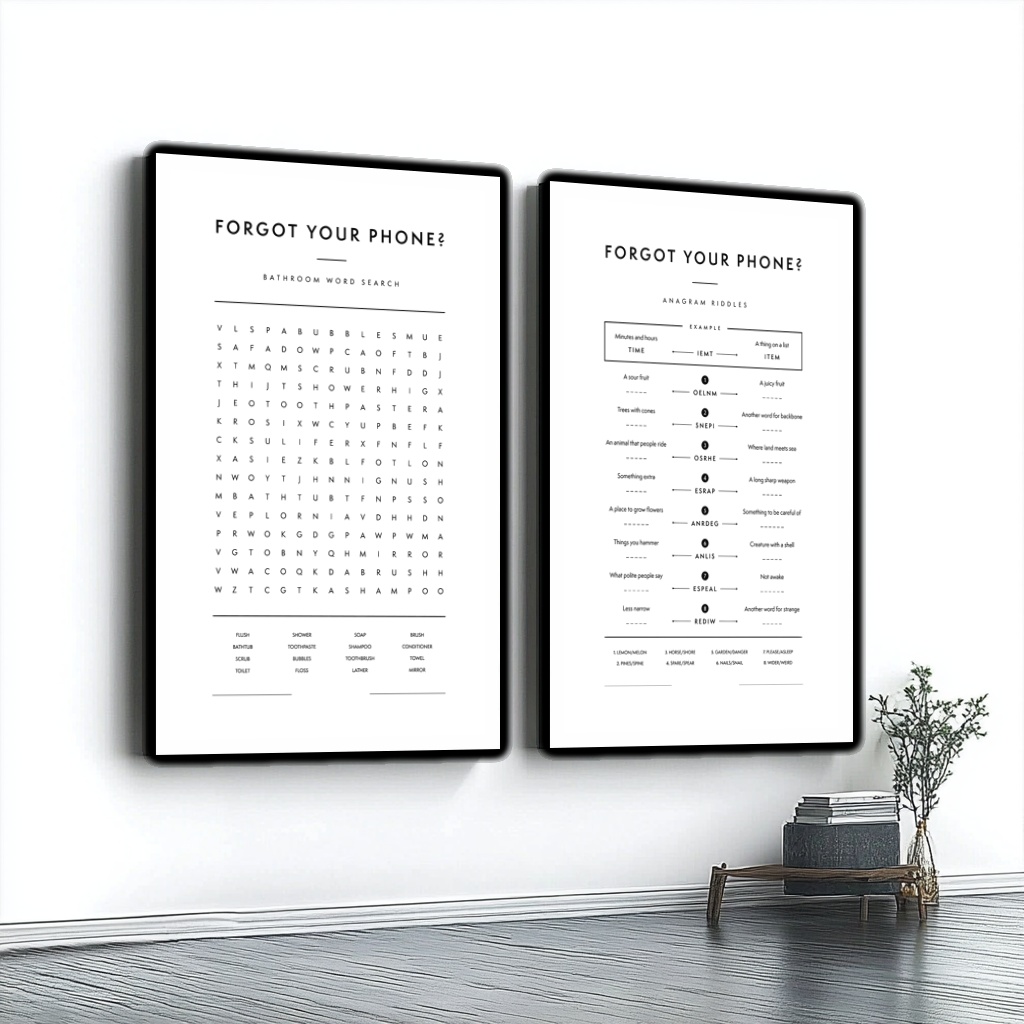 FORGOT YOUR PHONE?
BATHROOM WORD SEARCH
V L S P A B U B B L E S M U E
S A F A D O W P C A O F T B J
X T M Q M S C R U B N F D D J
T H I J T S H O W E R H I G X
J E O T O O T H P A S T E R A
K R O S I X W C Y U P B E F K
C K S U L I F E R X F N F L F
X A S I E Z K B L F O T L O N
N W O Y T J H N N I G N U S H
M B A T H T U B T F N P S S O
V E P L O R N I A V D H H D N
P R W O K G D G P A W P W M A
V G T O B N Y Q H M I R R O R
V W A C O Q K D A B R U S H H
W Z T C G T K A S H A M P O O
FLUSH SHOWER SOAP BRUSH
BATHTUB TOOTHPASTE SHAMPOO CONDITIONER
SCRUB BUBBLES TOOTHBRUSH TOWEL
TOILET FLOSS LATHER MIRROR
FORGOT YOUR PHONE?
ANAGRAM RIDDLES
EXAMPLE
Minutes and hours A thing on a list
TIME IEMT ITEM
A sour fruit 1 A juicy fruit
OELNM
Trees with cones 2 Another word for backbone
SNEPI
An animal that people ride 3 Where land meets sea
OSRHE
Something extra 4 A long sharp weapon
ESRAP
A place to grow flowers 5 Something to be careful of
ANRDEG
Things you hammer 6 Creature with a shell
ANLIS
What polite people say 7 Not awake
ESPEAL
Less narrow 8 Another word for strange
REDIW
1. LEMON/MELON 3. HORSE/SHORE 5. GARDEN/DANGER 7. PLEASE/ASLEEP
2. PINES/SPINE 4. SPARE/SPEAR 6. NAILS/SNAIL 8. WIDER/WEIRD